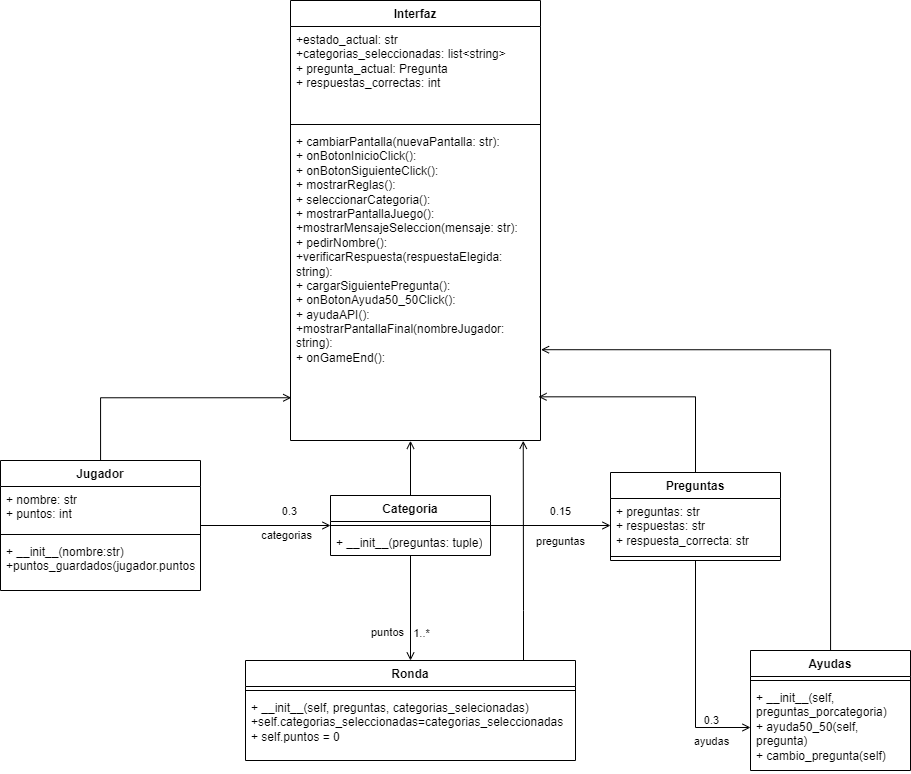 Interfaz
+estado_actual: str
+categorias_seleccionadas: list<string>
+ pregunta_actual: Pregunta
+ respuestas_correctas: int
+ cambiarPantalla(nuevaPantalla: str):
+ onBotonInicioClick():
+ onBotonSiguienteClick():
+ mostrarReglas():
+ seleccionarCategoria():
+ mostrarPantallaJuego():
+mostrarMensajeSeleccion(mensaje: str):
+ pedirNombre():
+verificarRespuesta(respuestaElegida:
string):
+ cargarSiguientePregunta():
+ onBotonAyuda50_50Click():
+ ayudaAPI():
+mostrarPantallaFinal(nombreJugador:
string):
+ onGameEnd():
Jugador
+ nombre: str
+ puntos: int
+ __init__(nombre:str)
+puntos_guardados(jugador.puntos
0.3
categorias
Categoria
+ __init__(preguntas: tuple)
0.15
preguntas
Preguntas
+ preguntas: str
+ respuestas: str
+ respuesta_correcta: str
puntos
1..*
Ronda
+ __init__(self, preguntas, categorias_selecionadas)
+self.categorias_seleccionadas=categorias_seleccionadas
+ self.puntos = 0
0.3
ayudas
Ayudas
+ __init__(self,
preguntas_porcategoria)
+ ayuda50_50(self,
pregunta)
+ cambio_pregunta(self)